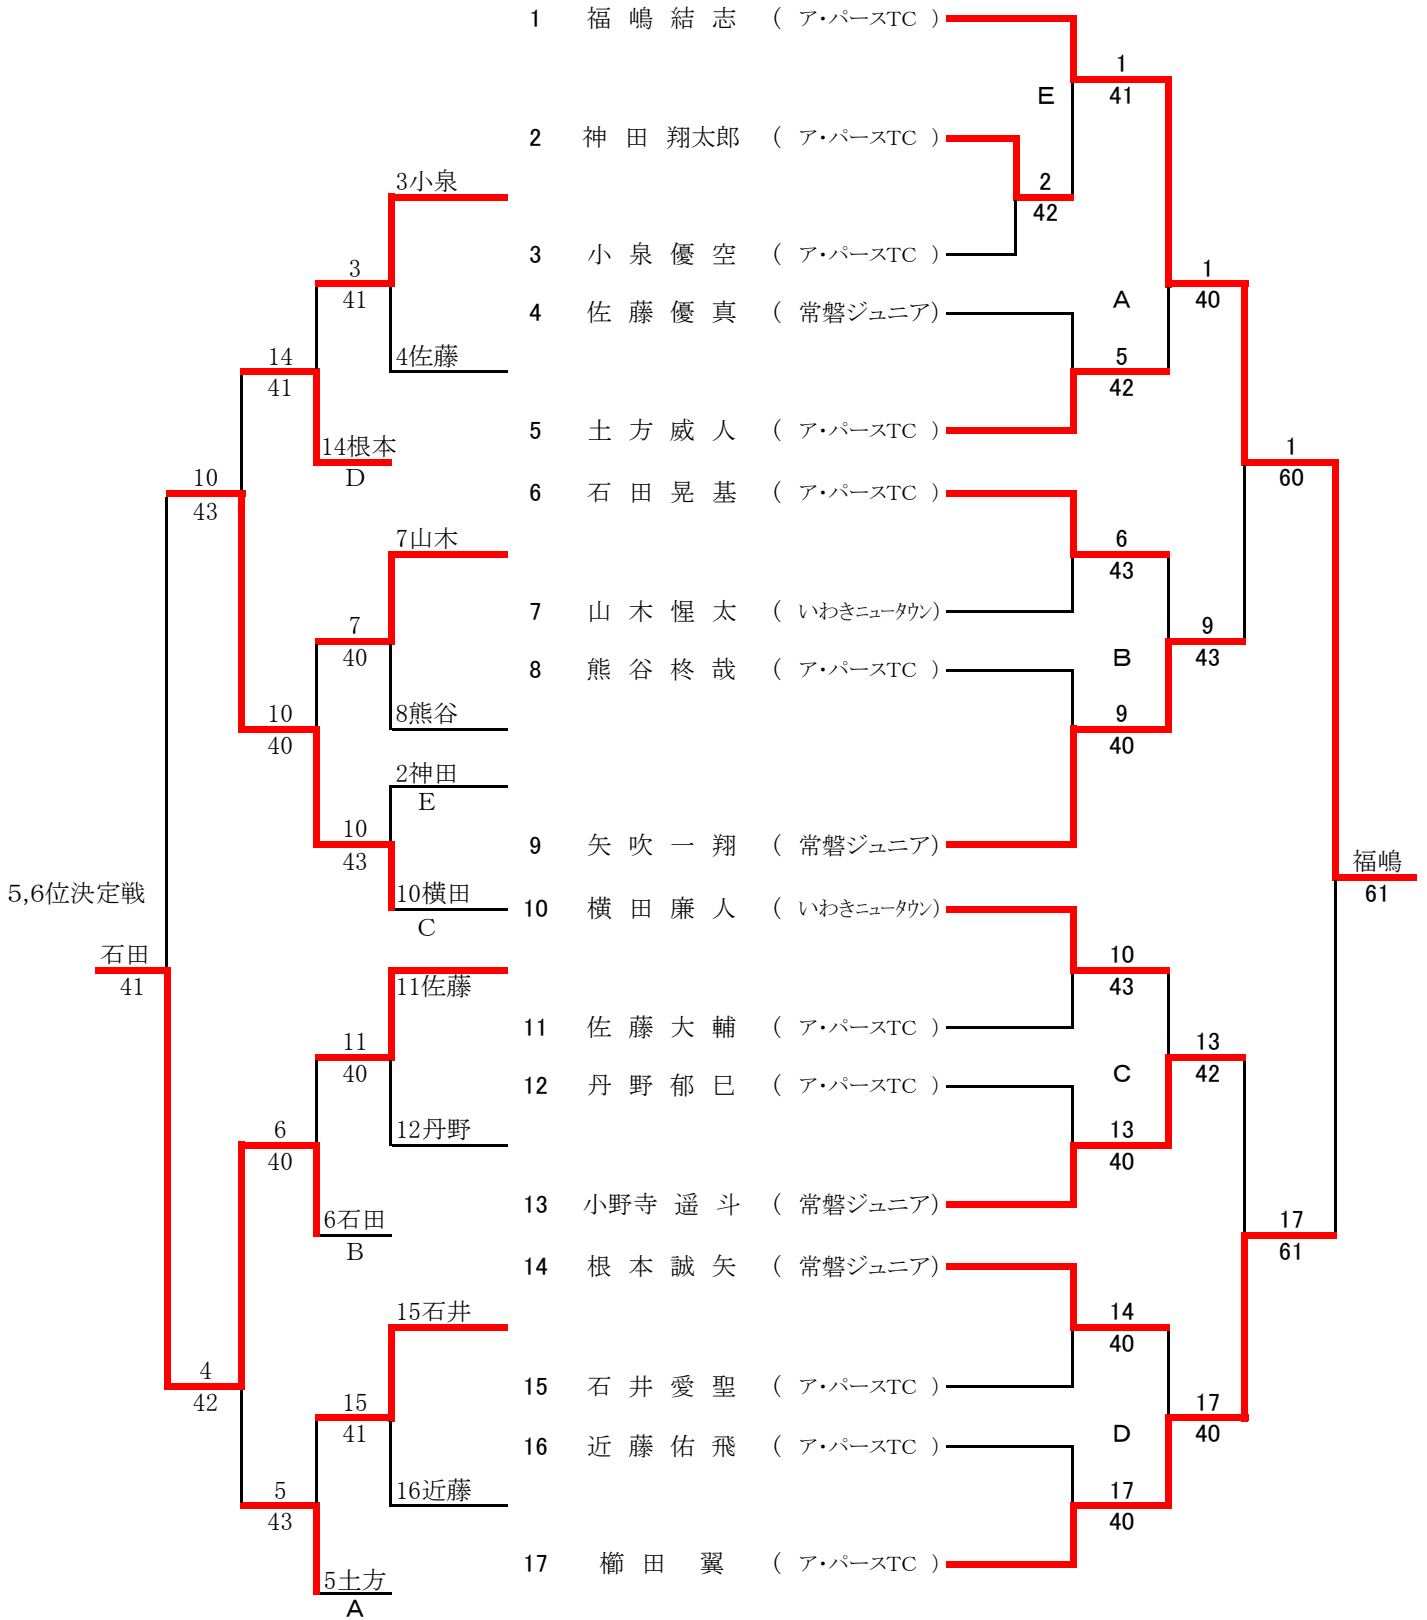 1 福嶋結志 ( ア・パースTC )
1
41
E
2 神田 翔太郎 ( ア・パースTC )
3小泉
2
42
3 小泉優空 ( ア・パースTC )
3
41
1
40
A
4 佐藤優真 ( 常磐ジュニア)
14
41
4佐藤
5
42
5 土方威人 ( ア・パースTC )
14根本
D
1
60
10
43
6 石田晃基 ( ア・パースTC )
7山木
6
43
7 山木惺太 ( いわきニュータウン)
7
40
9
43
B
8 熊谷柊哉 ( ア・パースTC )
10
40
8熊谷
9
40
2神田
E
10
43
9 矢吹一翔 ( 常磐ジュニア)
福嶋
61
5,6位決定戦
10横田
C
10 横田廉人 ( いわきニュータウン)
石田
41
11佐藤
10
43
11 佐藤大輔 ( ア・パースTC )
11
40
13
42
C
12 丹野郁巳 ( ア・パースTC )
6
40
12丹野
13
40
13 小野寺 遥斗 ( 常磐ジュニア)
6石田
B
17
61
14 根本誠矢 ( 常磐ジュニア)
15石井
14
40
4
42
15 石井愛聖 ( ア・パースTC )
15
41
17
40
D
16 近藤佑飛 ( ア・パースTC )
5
43
16近藤
17
40
17 櫛田 翼 ( ア・パースTC )
5土方
A